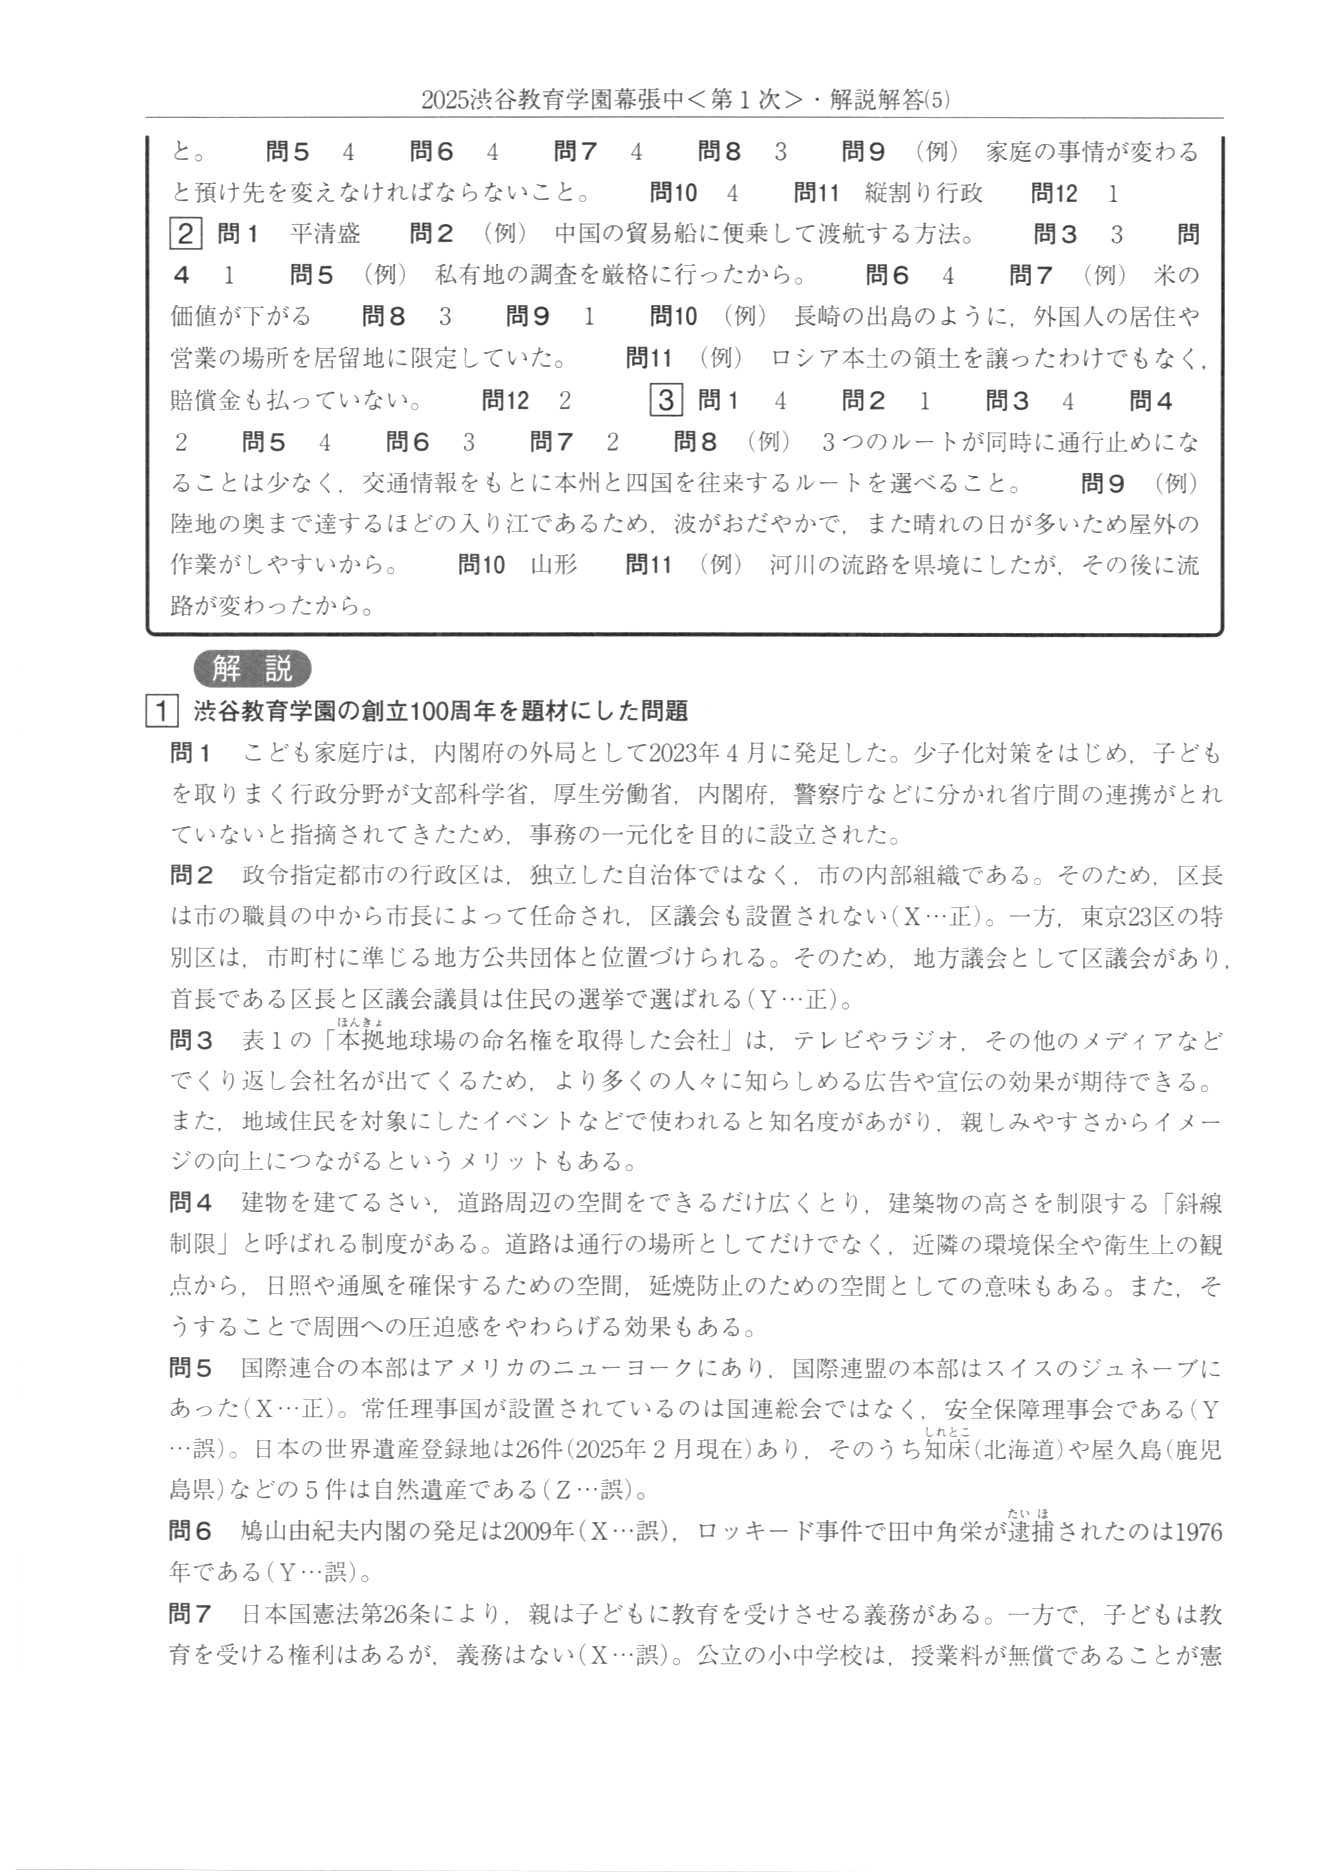 2025渋谷教育学園幕張中＜第１次＞・解説解答(5)
と。　問5　4　問6　4　問7　4　問8　3　問9　（例）　家庭の事情が変わる
と預け先を変えなければならないこと。　問10　4　問11　縦割り行政　問12　1
2　問1　平清盛　問2　（例）　中国の貿易船に便乗して渡航する方法。　問3　3　問
4　1　問5　（例）　私有地の調査を厳格に行ったから。　問6　4　問7　（例）　米の
価値が下がる　問8　3　問9　1　問10　（例）　長崎の出島のように，外国人の居住や
営業の場所を居留地に限定していた。　問11　（例）　ロシア本土の領土を譲ったわけでもなく，
賠償金も払っていない。　問12　2　3　問1　4　問2　1　問3　4　問4
2　問5　4　問6　3　問7　2　問8　（例）　３つのルートが同時に通行止めにな
ることは少なく，交通情報をもとに本州と四国を往来するルートを選べること。　問9　（例）
陸地の奥まで達するほどの入り江であるため，波がおだやかで，また晴れの日が多いため屋外の
作業がしやすいから。　問10　山形　問11　（例）　河川の流路を県境にしたが，その後に流
路が変わったから。
解　説
1　渋谷教育学園の創立100周年を題材にした問題
問1　こども家庭庁は，内閣府の外局として2023年４月に発足した。少子化対策をはじめ，子ども
を取りまく行政分野が文部科学省，厚生労働省，内閣府，警察庁などに分かれ省庁間の連携がとれ
ていないと指摘されてきたため，事務の一元化を目的に設立された。
問2　政令指定都市の行政区は，独立した自治体ではなく，市の内部組織である。そのため，区長
は市の職員の中から市長によって任命され，区議会も設置されない（Ｘ…正）。一方，東京23区の特
別区は，市町村に準じる地方公共団体と位置づけられる。そのため，地方議会として区議会があり，
首長である区長と区議会議員は住民の選挙で選ばれる（Ｙ…正）。
ほんきょ
問3　表１の「本拠地球場の命名権を取得した会社」は，テレビやラジオ，その他のメディアなど
でくり返し会社名が出てくるため，より多くの人々に知らしめる広告や宣伝の効果が期待できる。
また，地域住民を対象にしたイベントなどで使われると知名度があがり，親しみやすさからイメー
ジの向上につながるというメリットもある。
問4　建物を建てるさい，道路周辺の空間をできるだけ広くとり，建築物の高さを制限する「斜線
制限」と呼ばれる制度がある。道路は通行の場所としてだけでなく，近隣の環境保全や衛生上の観
点から，日照や通風を確保するための空間，延焼防止のための空間としての意味もある。また，そ
うすることで周囲への圧迫感をやわらげる効果もある。
問5　国際連合の本部はアメリカのニューヨークにあり，国際連盟の本部はスイスのジュネーブに
あった（Ｘ…正）。常任理事国が設置されているのは国連総会ではなく，安全保障理事会である（Ｙ
しれとこ
…誤）。日本の世界遺産登録地は26件（2025年２月現在）あり，そのうち知床（北海道）や屋久島（鹿児
島県）などの５件は自然遺産である（Ｚ…誤）。
たい ほ
問6　鳩山由紀夫内閣の発足は2009年（Ｘ…誤），ロッキード事件で田中角栄が逮捕されたのは1976
年である（Ｙ…誤）。
問7　日本国憲法第26条により，親は子どもに教育を受けさせる義務がある。一方で，子どもは教
育を受ける権利はあるが，義務はない（Ｘ…誤）。公立の小中学校は，授業料が無償であることが憲